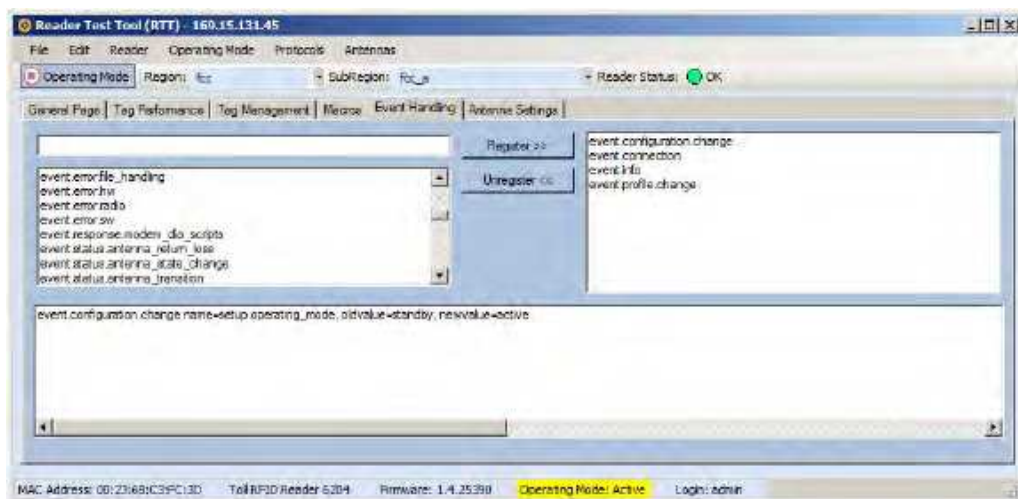 Reader Test Tool (RTT) - 169.15.131.45
File Edit Reader Operating Mode Protocols Antennas
Operating Mode Region: fcc SubRegion: fcc_a Reader Status: OK
General Page Tag Performance Tag Management Macros Event Handling Antenna Settings
Register >>
Unregister <<
event.error.file_handling
event.error.hw
event.error.radio
event.error.sw
event.response.modem_dio_scripts
event.status.antenna_return_loss
event.status.antenna_state_change
event.status.antenna_transition
event.configuration.change
event.connection
event.info
event.profile.change
event.configuration.change name=setup.operating_mode, oldvalue=standby, newvalue=active
MAC Address: 00:23:68:C3:FC:3D Toll RFID Reader 6204 Firmware: 1.4.25390 Operating Mode: Active Login: admin